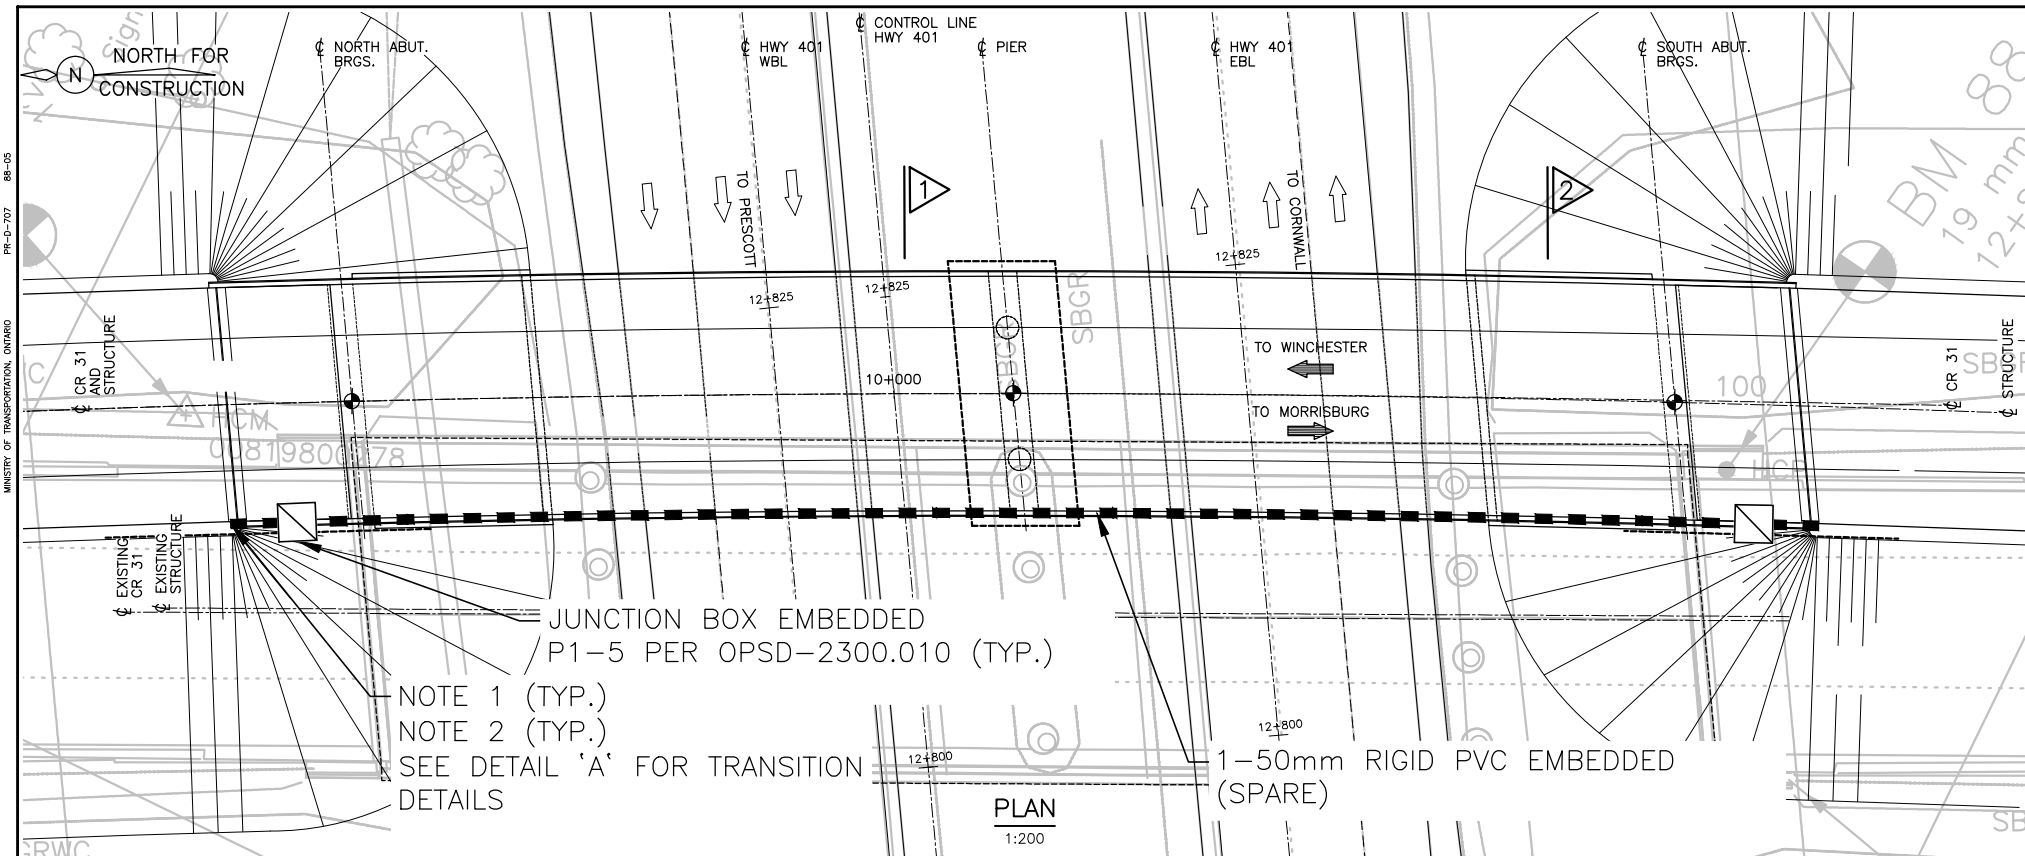 NORTH FOR
CONSTRUCTION
N
Sign
℄ NORTH ABUT.
BRGS.
℄ HWY 401
WBL
℄ CONTROL LINE
HWY 401
℄ PIER
℄ HWY 401
EBL
℄ SOUTH ABUT.
BRGS.
88
BM
19 mm
MINISTRY OF TRANSPORTATION, ONTARIO
PR-D-707
88-05
TO PRESCOTT
1
TO CORNWALL
2
12+825
12+825
12+825
SBGR
SBGR
℄ CR 31
AND
STRUCTURE
10+000
TO WINCHESTER
TO MORRISBURG
100
℄ CR 31
℄ STRUCTURE
HCM
HCP
℄ EXISTING
CR 31
℄ EXISTING
STRUCTURE
JUNCTION BOX EMBEDDED
P1-5 PER OPSD-2300.010 (TYP.)
NOTE 1 (TYP.)
NOTE 2 (TYP.)
SEE DETAIL 'A' FOR TRANSITION
DETAILS
12+800
12+800
1-50mm RIGID PVC EMBEDDED
(SPARE)
PLAN
1:200